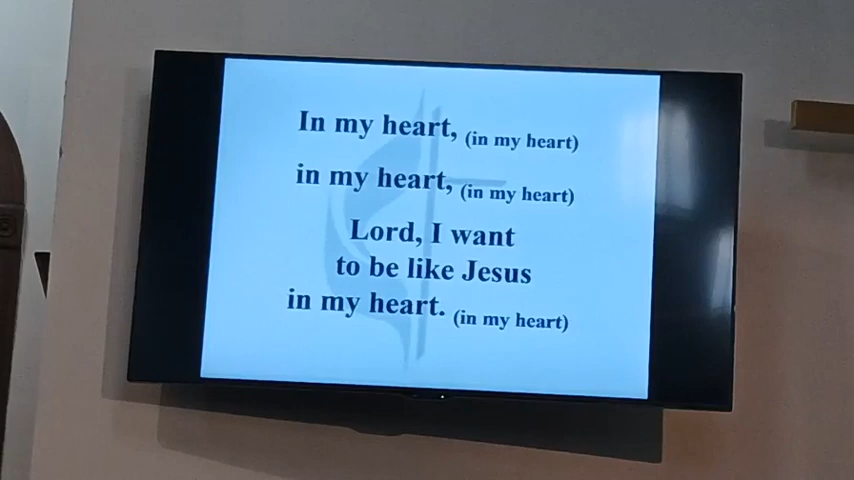 In my heart, (in my heart)
in my heart, (in my heart)
Lord, I want
to be like Jesus
in my heart. (in my heart)